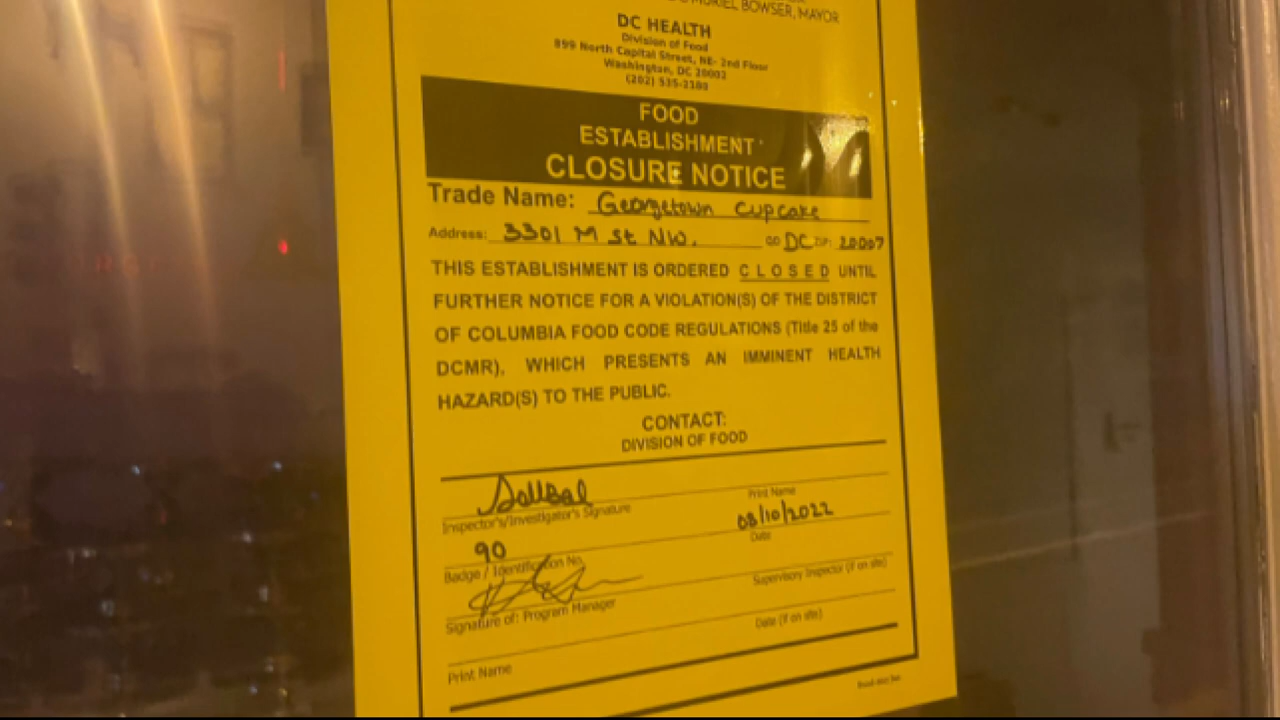 MURIEL BOWSER, MAYOR
DC HEALTH
Division of Food
899 North Capital Street, NE- 2nd Floor
Washington, DC 20002
(202) 535-2180
FOOD
ESTABLISHMENT
CLOSURE NOTICE
Trade Name: Georgetown Cupcake
Address: 3301 M St NW. DC ZIP: 20007
THIS ESTABLISHMENT IS ORDERED C L O S E D UNTIL
FURTHER NOTICE FOR A VIOLATION(S) OF THE DISTRICT
OF COLUMBIA FOOD CODE REGULATIONS (Title 25 of the
DCMR), WHICH PRESENTS AN IMMINENT HEALTH
HAZARD(S) TO THE PUBLIC.
CONTACT:
DIVISION OF FOOD
Inspector's/Investigator's Signature
Print Name
90
08/10/2022
Badge / Identification No.
Date
Signature of: Program Manager
Supervisory Inspector (if on site)
Print Name
Date (if on site)